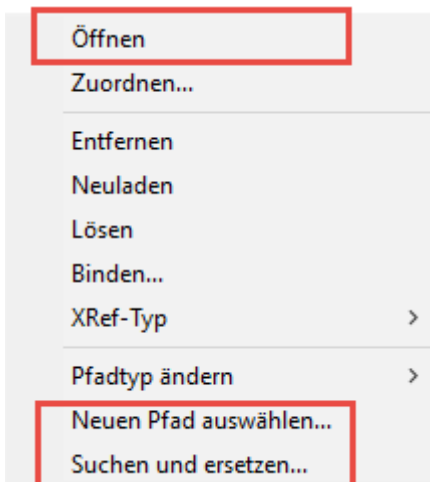 Öffnen
Zuordnen...
Entfernen
Neuladen
Lösen
Binden...
XRef-Typ
Pfadtyp ändern
Neuen Pfad auswählen...
Suchen und ersetzen...